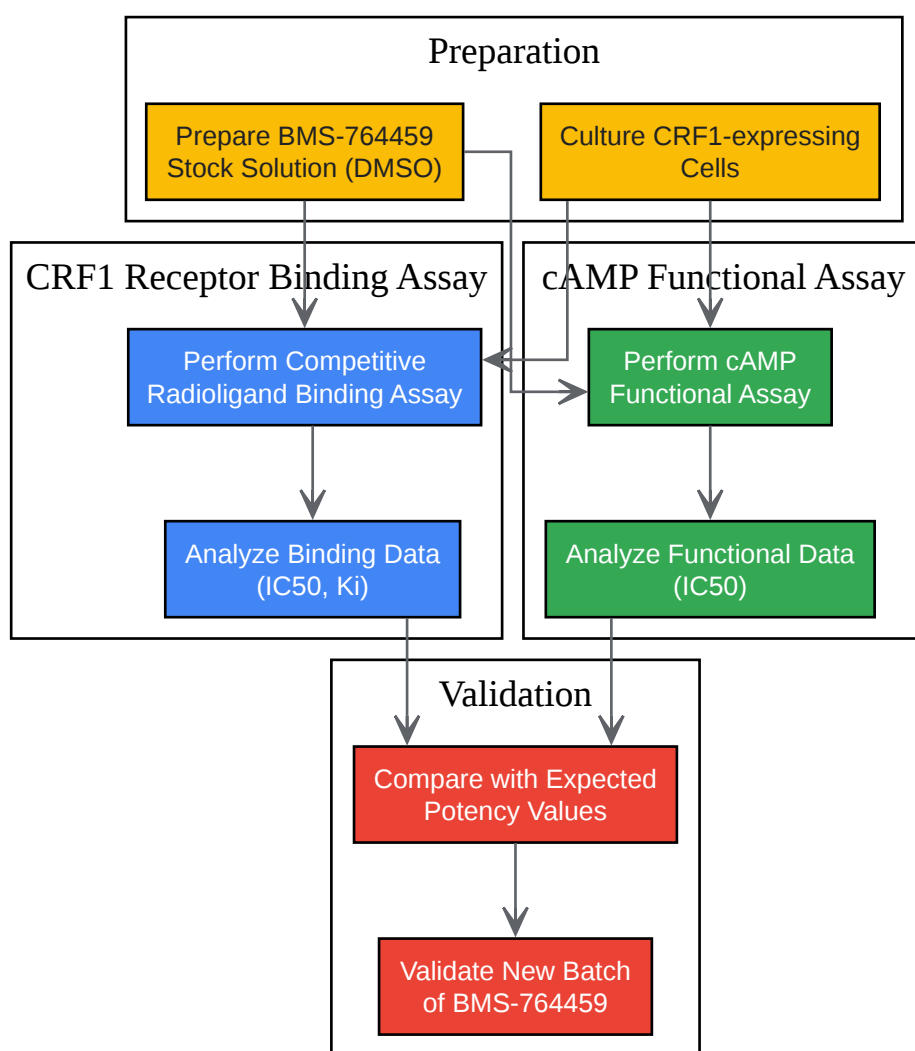 Preparation
Prepare BMS-764459
Stock Solution (DMSO)
Culture CRF1-expressing
Cells
CRF1 Receptor Binding Assay
cAMP Functional Assay
Perform Competitive
Radioligand Binding Assay
Perform cAMP
Functional Assay
Analyze Binding Data
(IC50, Ki)
Analyze Functional Data
(IC50)
Validation
Compare with Expected
Potency Values
Validate New Batch
of BMS-764459